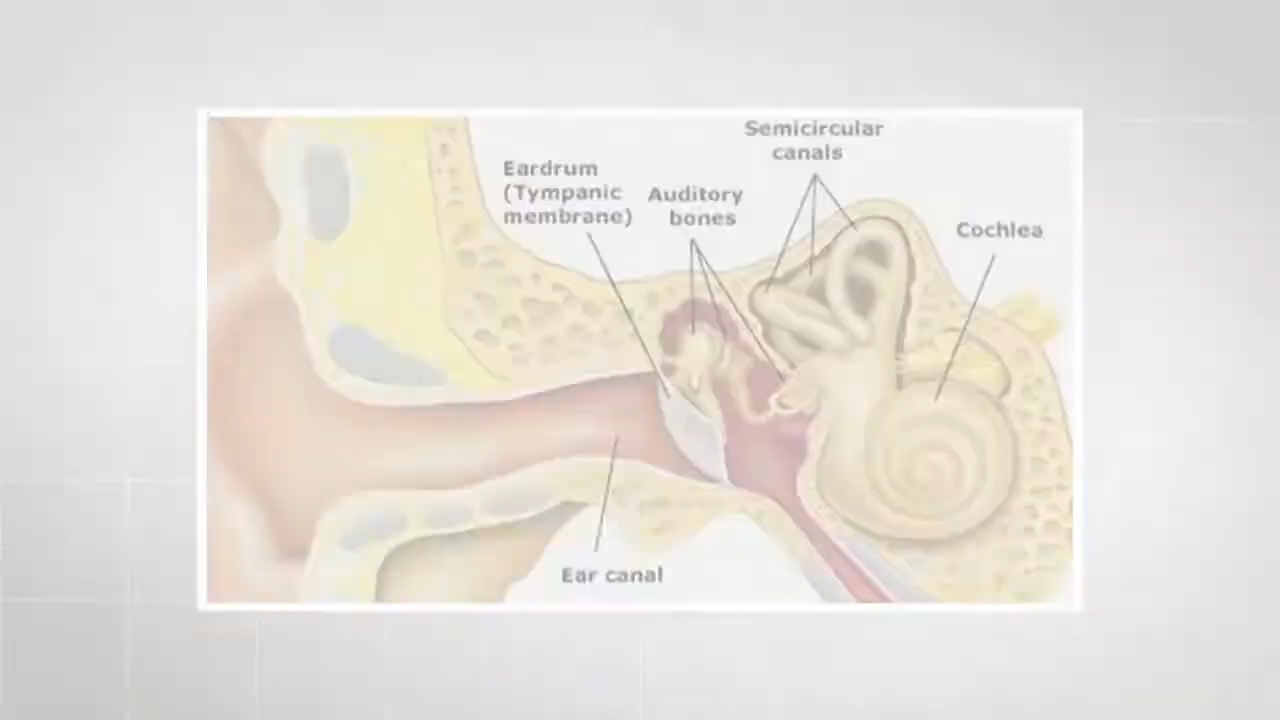 Semicircular
canals
Eardrum
(Tympanic
membrane)
Auditory
bones
Cochlea
Ear canal